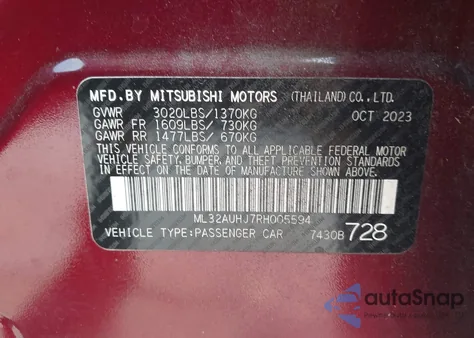 MFD.BY MITSUBISHI MOTORS (THAILAND) CO.,LTD.
GVWR 3020LBS/1370KG OCT 2023
GAWR FR 1609LBS/ 730KG
GAWR RR 1477LBS/ 670KG
THIS VEHICLE CONFORMS TO ALL APPLICABLE FEDERAL MOTOR
VEHICLE SAFETY, BUMPER, AND THEFT PREVENTION STANDARDS
IN EFFECT ON THE DATE OF MANUFACTURE SHOWN ABOVE.
ML32AUHJ7RH005594
VEHICLE TYPE:PASSENGER CAR 7430B 728
autoSnap